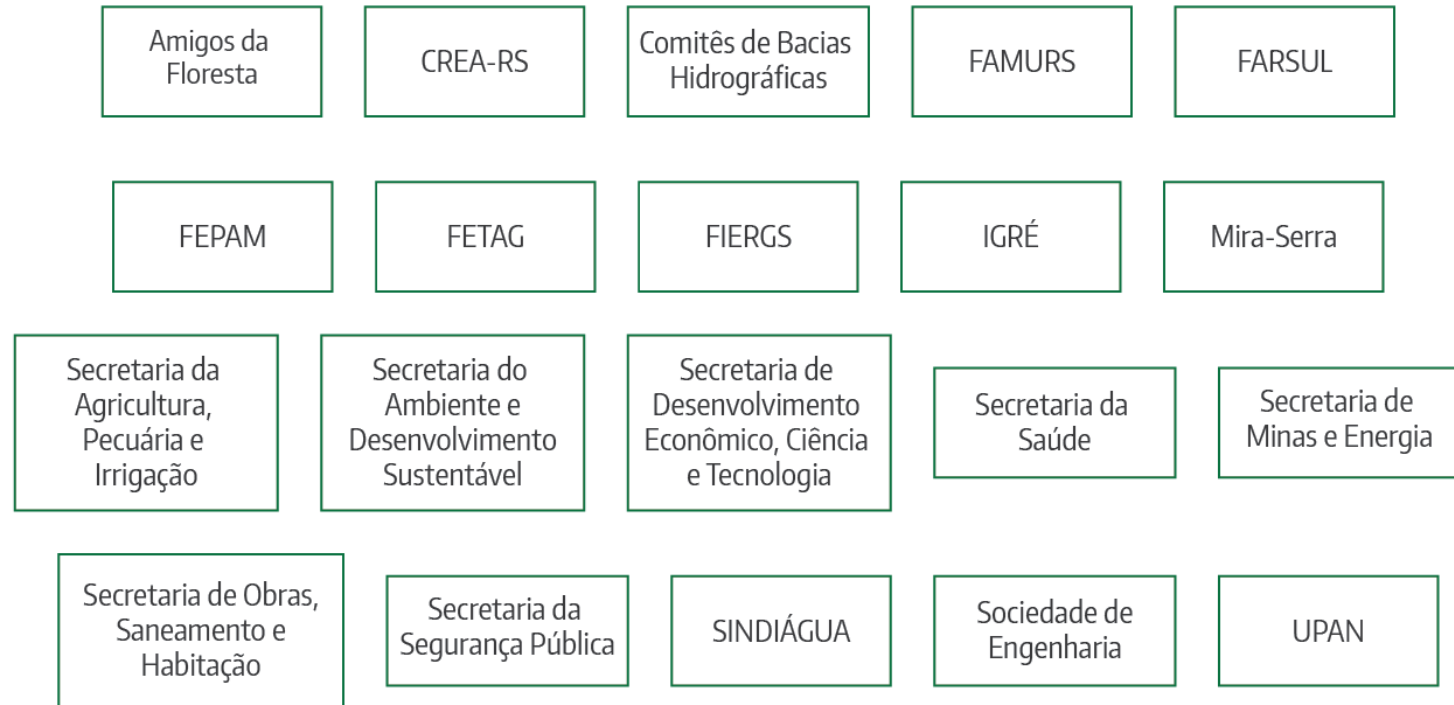 Amigos da
Floresta
CREA-RS
Comitês de Bacias
Hidrográficas
FAMURS
FARSUL
FEPAM
FETAG
FIERGS
IGRÉ
Mira-Serra
Secretaria da
Agricultura,
Pecuária e
Irrigação
Secretaria do
Ambiente e
Desenvolvimento
Sustentável
Secretaria de
Desenvolvimento
Econômico, Ciência
e Tecnologia
Secretaria da
Saúde
Secretaria de
Minas e Energia
Secretaria de Obras,
Saneamento e
Habitação
Secretaria da
Segurança Pública
SINDIÁGUA
Sociedade de
Engenharia
UPAN